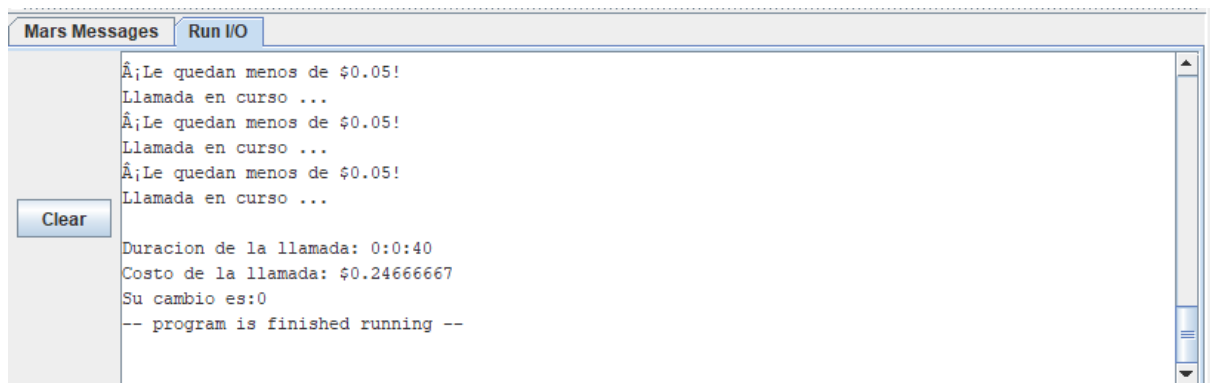 Mars Messages Run I/O
Â¡Le quedan menos de $0.05!
Llamada en curso ...
Â¡Le quedan menos de $0.05!
Llamada en curso ...
Â¡Le quedan menos de $0.05!
Llamada en curso ...
Clear
Duracion de la llamada: 0:0:40
Costo de la llamada: $0.24666667
Su cambio es:0
-- program is finished running --